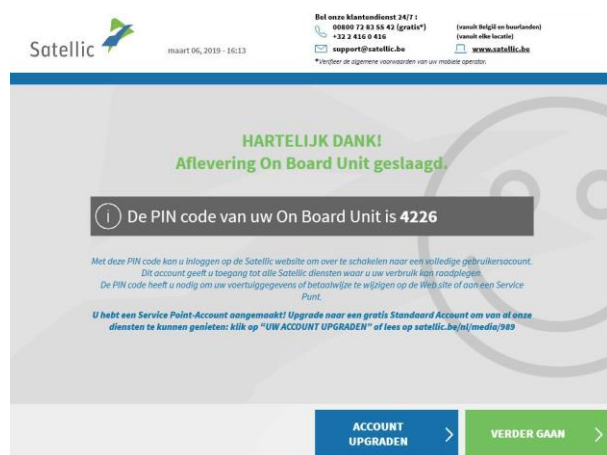 Satellic
maart 06, 2019 - 16:13
Bel onze klantendienst 24/7 :
00800 72 83 55 42 (gratis*) (vanuit België en buurlanden)
+32 2 416 0 416 (vanuit elke locatie)
support@satellic.be www.satellic.be
*Verifieer de algemene voorwaarden van uw mobiele operator.
HARTELIJK DANK!
Aflevering On Board Unit geslaagd.
i De PIN code van uw On Board Unit is 4226
Met deze PIN code kan u inloggen op de Satellic website om over te schakelen naar een volledige gebruikersacount.
Dit account geeft u toegang tot alle Satellic diensten waar u uw verbruik kan raadplegen.
De PIN code heeft u nodig om uw voertuiggegevens of betaalwijze te wijzigen op de Web site of aan een Service
Punt.
U hebt een Service Point-Account aangemaakt! Upgrade naar een gratis Standaard Account om van al onze
diensten te kunnen genieten: klik op “UW ACCOUNT UPGRADEN” of lees op satellic.be/nl/media/989
ACCOUNT
UPGRADEN
VERDER GAAN